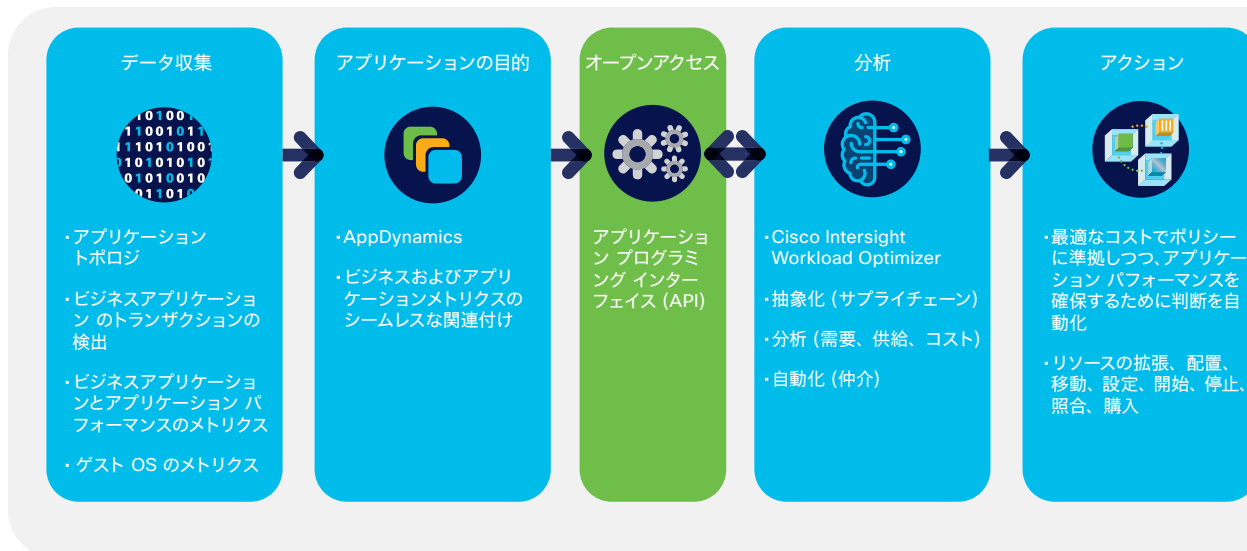 データ収集
・アプリケーション
トポロジ
・ビジネスアプリケーショ
ン のトランザクションの
検出
・ビジネスアプリケーショ
ンとアプリケーション パ
フォーマンスのメトリクス
・ゲスト OS のメトリクス
アプリケーションの目的
・AppDynamics
・ビジネスおよびアプリ
ケーションメトリクスの
シームレスな関連付け
オープンアクセス
アプリケーショ
ン プログラミ
ング インター
フェイス (API)
分析
・Cisco Intersight
Workload Optimizer
・抽象化 (サプライチェーン)
・分析 (需要、供給、コスト)
・自動化 (仲介)
アクション
・最適なコストでポリシー
に準拠しつつ、アプリケー
ション パフォーマンスを
確保するために判断を自
動化
・リソースの拡張、配置、
移動、設定、開始、停止、
照合、購入